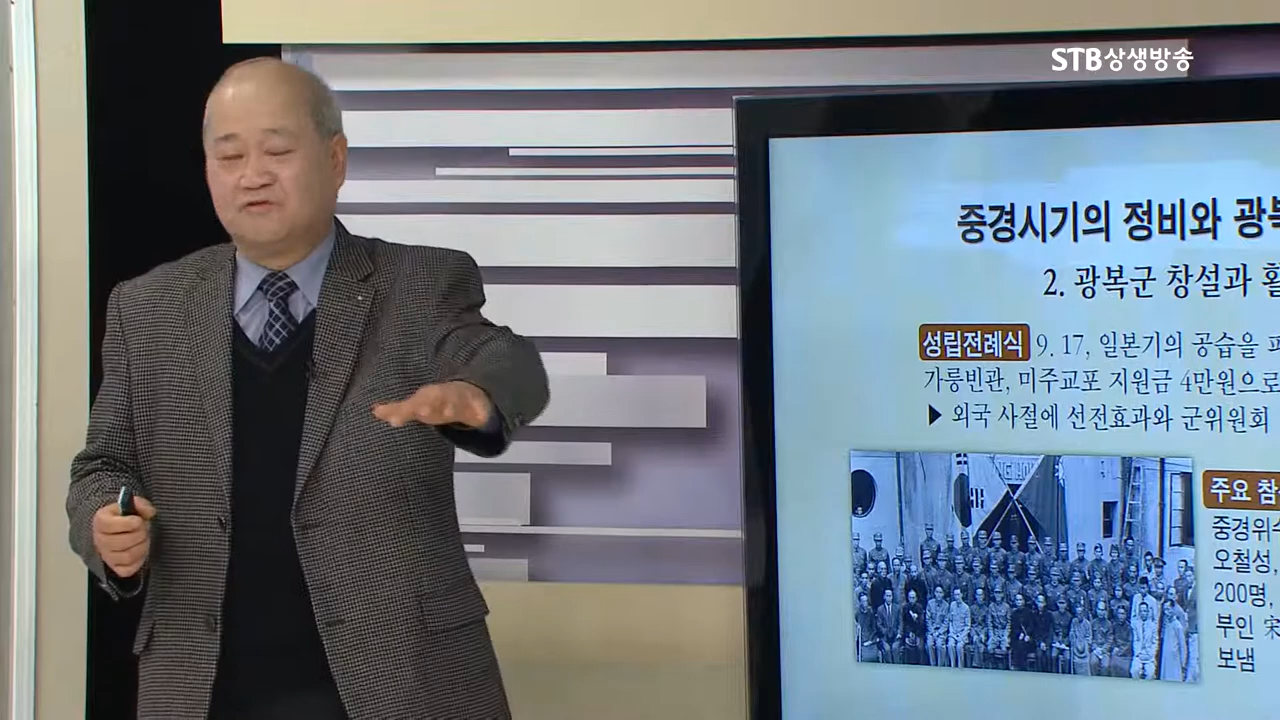 STB상생방송
중경시기의 정비와 광복
2. 광복군 창설과 활
성립전례식 9. 17, 일본기의 공습을 피
가릉빈관, 미주교포 지원금 4만원으로
▶ 외국 사절에 선전효과와 군위원회
주요 참
중경위수
오철성,
200명,
부인 宋
보냄